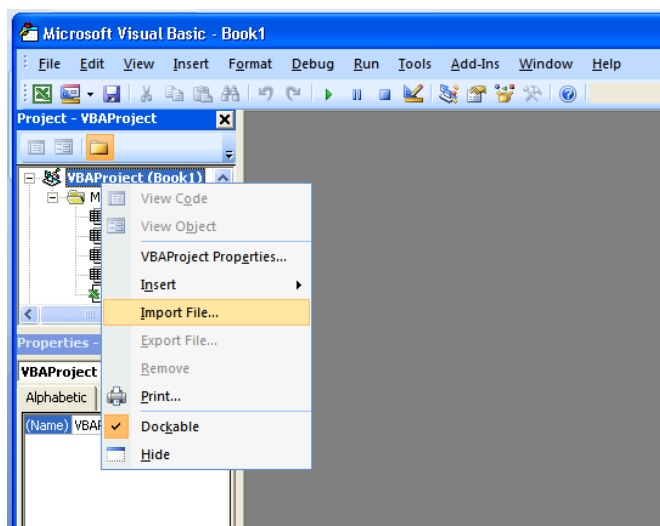 Microsoft Visual Basic - Book1
File Edit View Insert Format Debug Run Tools Add-Ins Window Help
Project - VBAProject
VBAProject (Book1)
M
View Code
View Object
VBAProject Properties...
Insert
Import File...
Export File...
Remove
Print...
Dockable
Hide
Properties -
VBAProject
Alphabetic
(Name) VBAP